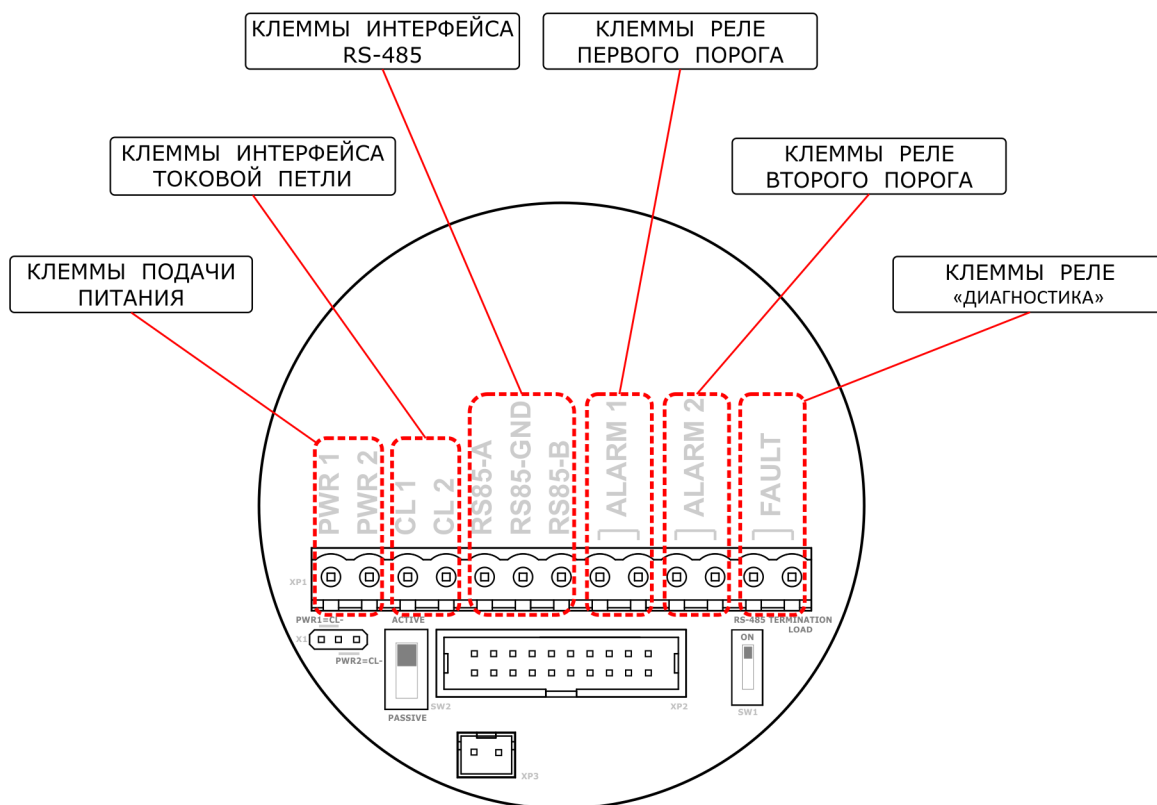 КЛЕММЫ ИНТЕРФЕЙСА
RS-485
КЛЕММЫ РЕЛЕ
ПЕРВОГО ПОРОГА
КЛЕММЫ ИНТЕРФЕЙСА
ТОКОВОЙ ПЕТЛИ
КЛЕММЫ РЕЛЕ
ВТОРОГО ПОРОГА
КЛЕММЫ ПОДАЧИ
ПИТАНИЯ
КЛЕММЫ РЕЛЕ
«ДИАГНОСТИКА»
PWR 1
PWR 2
CL 1
CL 2
RS85-A
RS85-GND
RS85-B
ALARM 1
ALARM 2
FAULT
XP1
PWR1=CL-
ACTIVE
RS-485 TERMINATION
LOAD
X1
ON
PWR2=CL-
PASSIVE
SW2
XP2
SW1
XP3